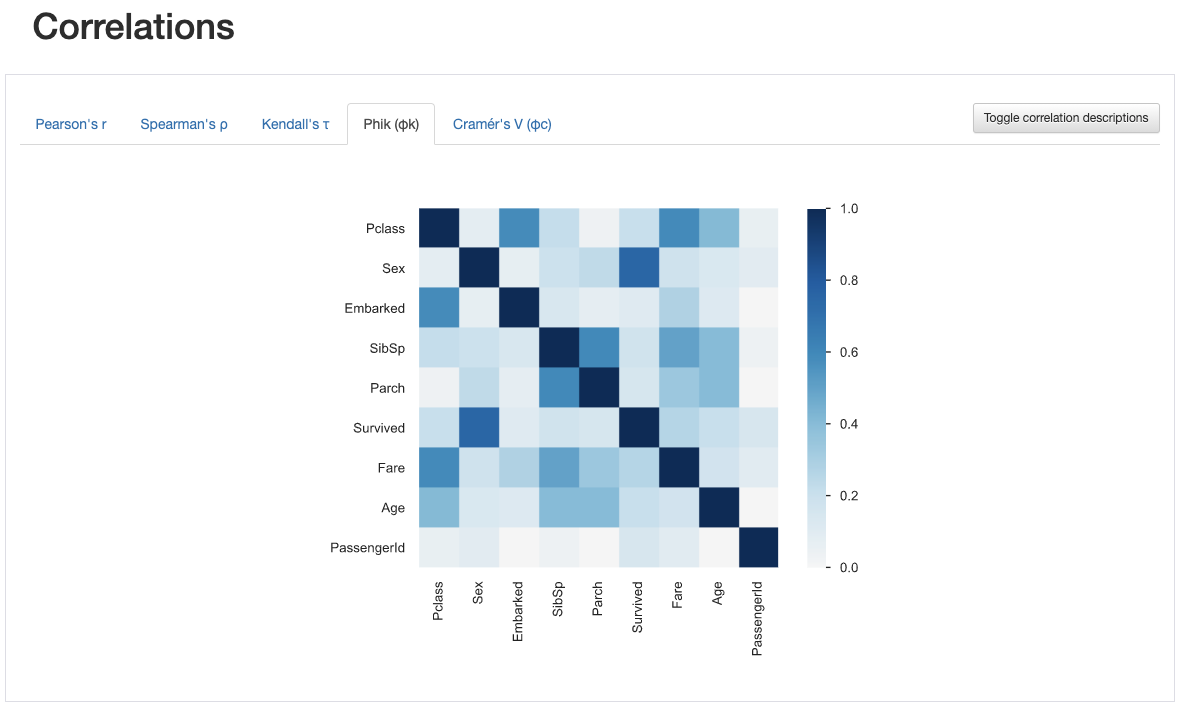 Correlations
Pearson's r
Spearman's ρ
Kendall's τ
Phik (φk)
Cramér's V (φc)
Toggle correlation descriptions
Pclass
Sex
Embarked
SibSp
Parch
Survived
Fare
Age
PassengerId
Pclass
Sex
Embarked
SibSp
Parch
Survived
Fare
Age
PassengerId
1.0
0.8
0.6
0.4
0.2
0.0